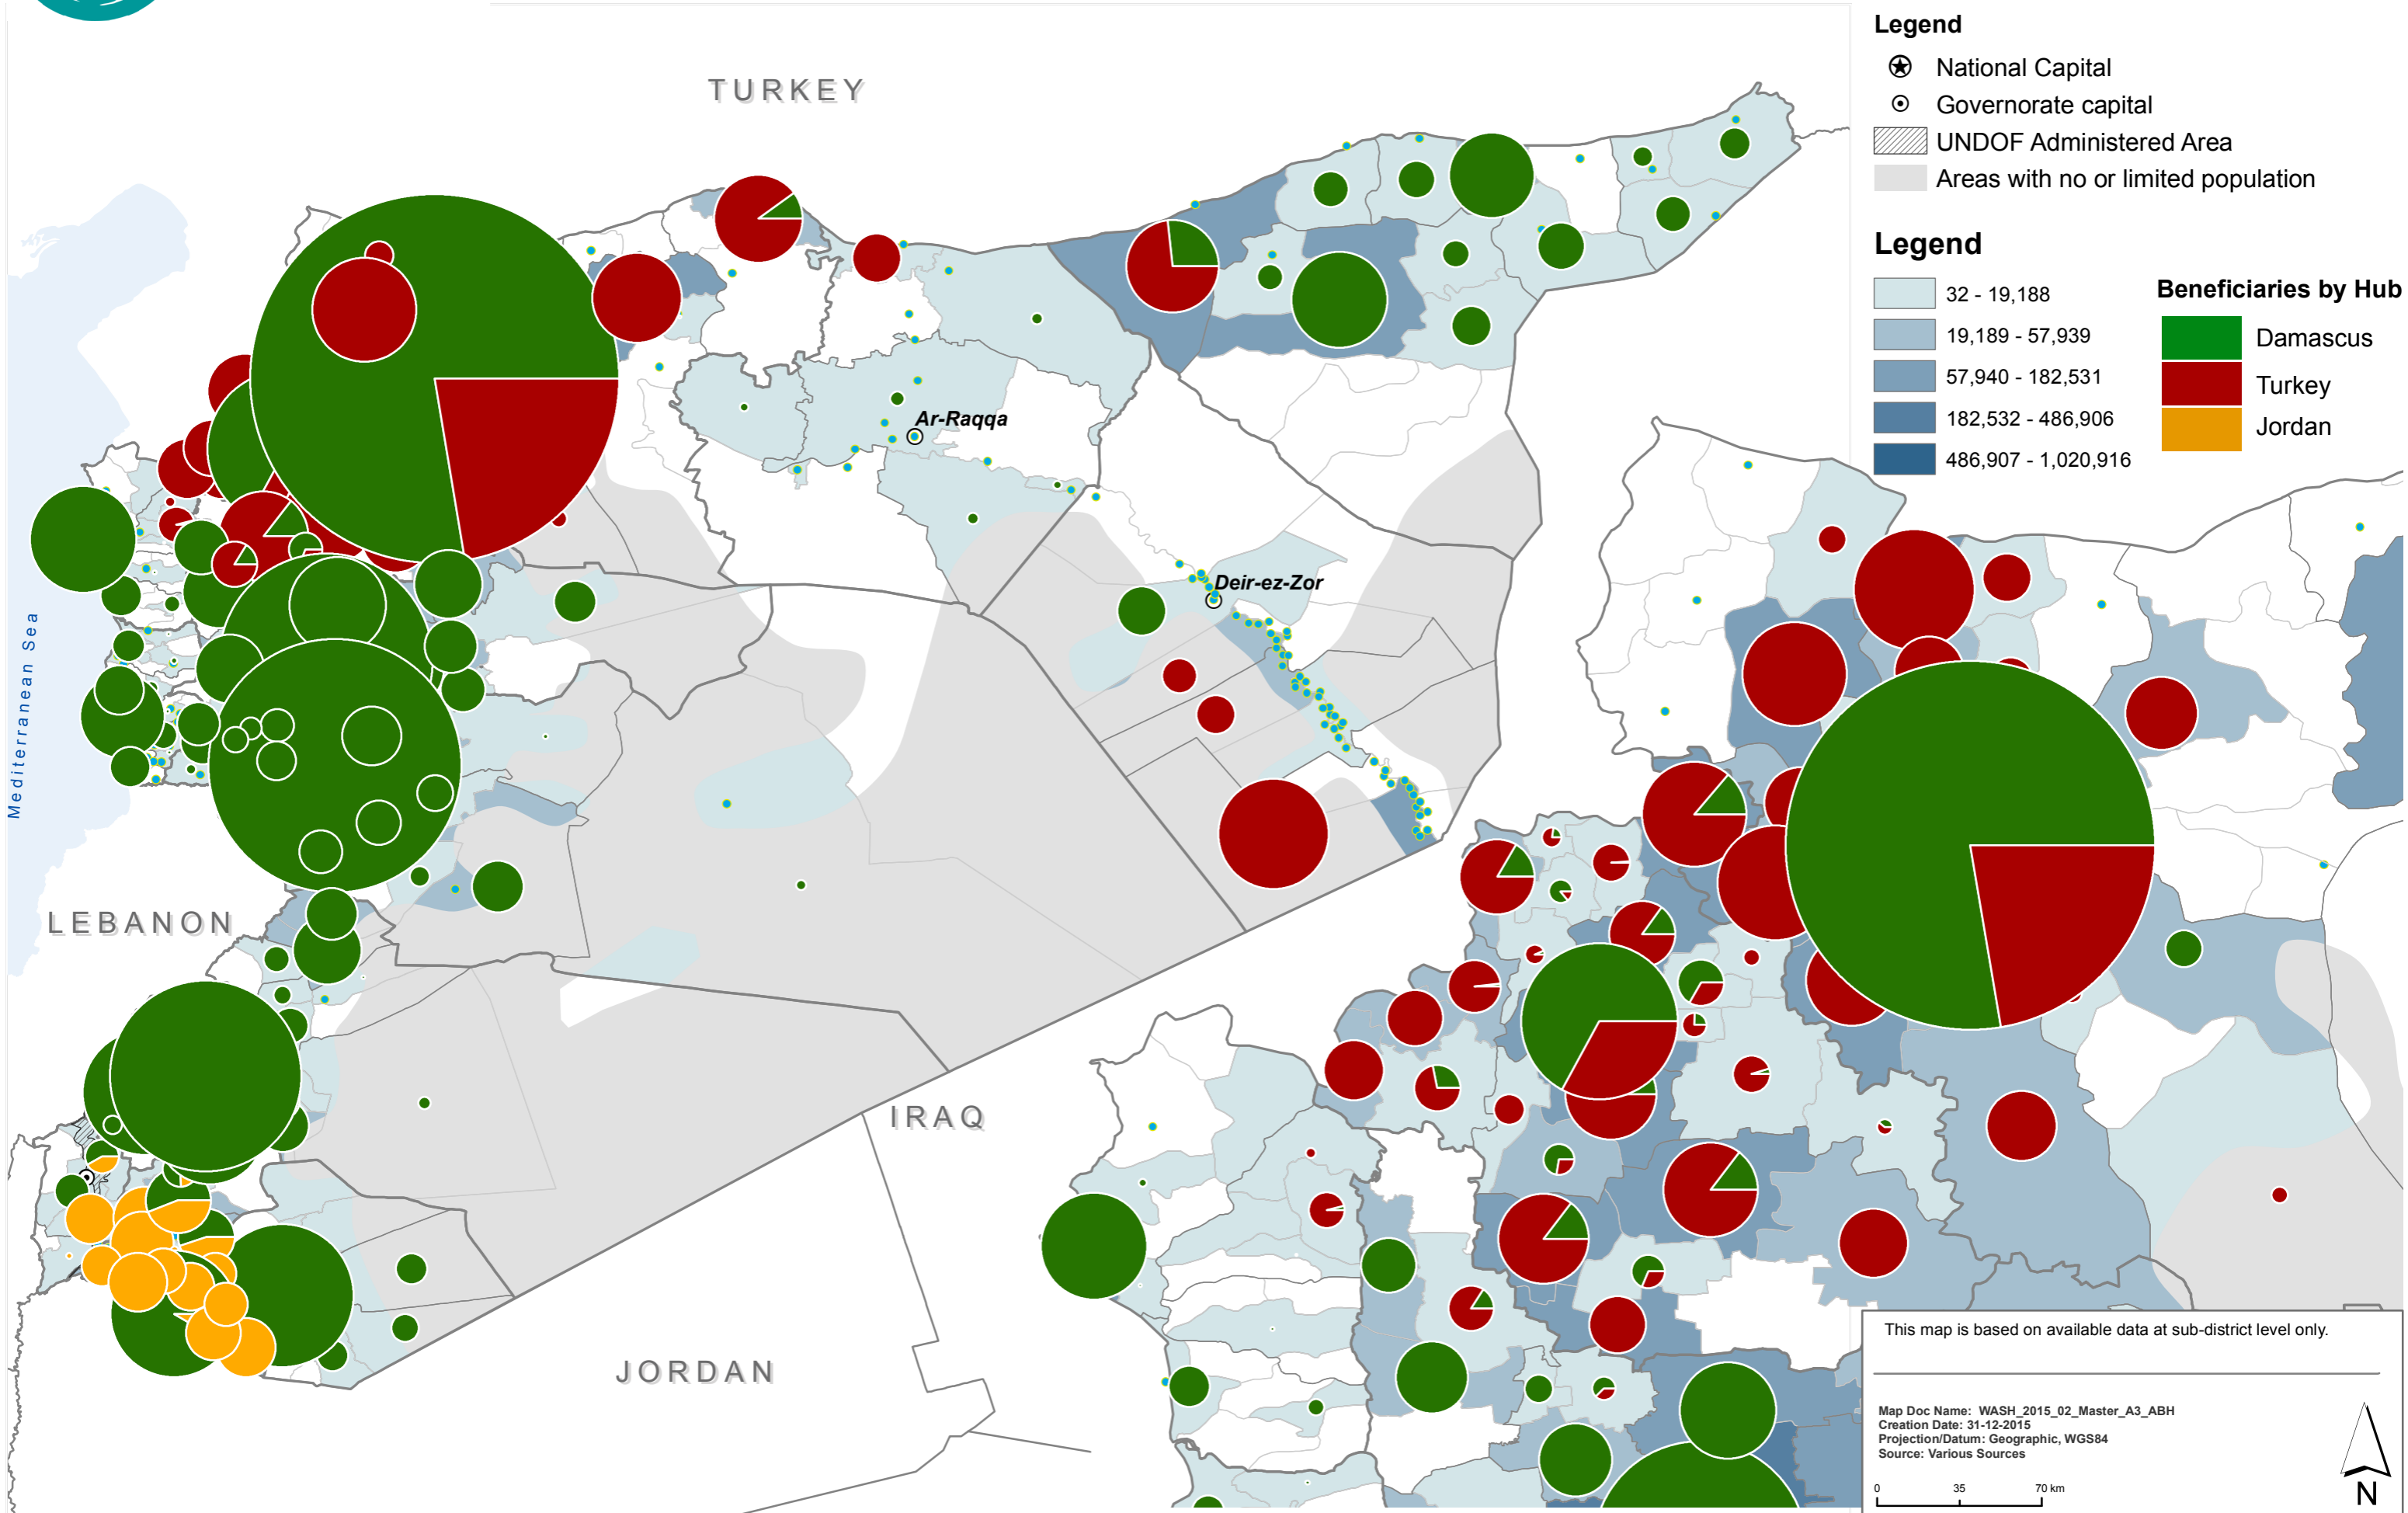 TURKEY
Ar-Raqqa
Deir-ez-Zor
Mediterranean Sea
LEBANON
IRAQ
JORDAN
Legend
National Capital
Governorate capital
UNDOF Administered Area
Areas with no or limited population
Legend
32 - 19,188
19,189 - 57,939
57,940 - 182,531
182,532 - 486,906
486,907 - 1,020,916
Beneficiaries by Hub
Damascus
Turkey
Jordan
This map is based on available data at sub-district level only.
Map Doc Name: WASH_2015_02_Master_A3_ABH
Creation Date: 31-12-2015
Projection/Datum: Geographic, WGS84
Source: Various Sources
0 35 70 km
N